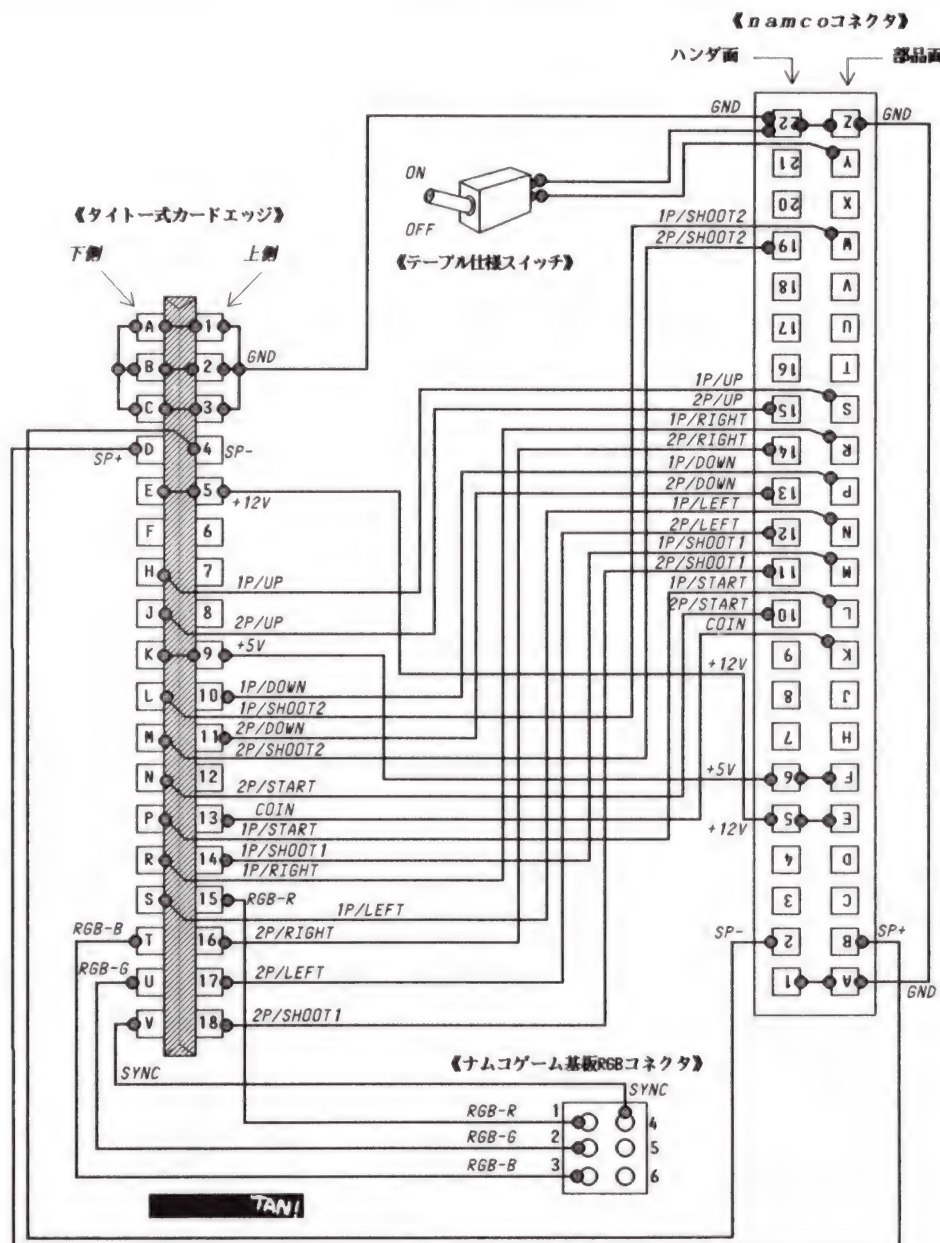 《namcoコネクタ》
ハンダ面
部品面
GND
22
Z
GND
21
Y
20
X
ON
OFF
《テーブル仕様スイッチ》
1P/SHOOT2
2P/SHOOT2
19
W
18
V
17
U
16
T
1P/UP
2P/UP
15
S
1P/RIGHT
2P/RIGHT
14
R
1P/DOWN
2P/DOWN
13
P
1P/LEFT
2P/LEFT
12
N
1P/SHOOT1
2P/SHOOT1
11
M
1P/START
2P/START
10
L
COIN
9
K
+12V
8
J
7
H
+5V
6
F
+12V
5
E
4
D
3
C
SP-
2
B
SP+
1
A
GND
《タイトー式カードエッジ》
下側
上側
A
1
B
2
GND
C
3
D
4
SP+
SP-
E
5
+12V
F
6
H
7
1P/UP
J
8
2P/UP
K
9
+5V
L
10
1P/DOWN
1P/SHOOT2
M
11
2P/DOWN
2P/SHOOT2
N
12
2P/START
P
13
COIN
1P/START
R
14
1P/SHOOT1
1P/RIGHT
S
15
RGB-R
1P/LEFT
RGB-B
T
16
2P/RIGHT
RGB-G
U
17
2P/LEFT
V
18
2P/SHOOT1
SYNC
《ナムコゲーム基板RGBコネクタ》
SYNC
RGB-R
1
4
RGB-G
2
5
RGB-B
3
6
TAN!